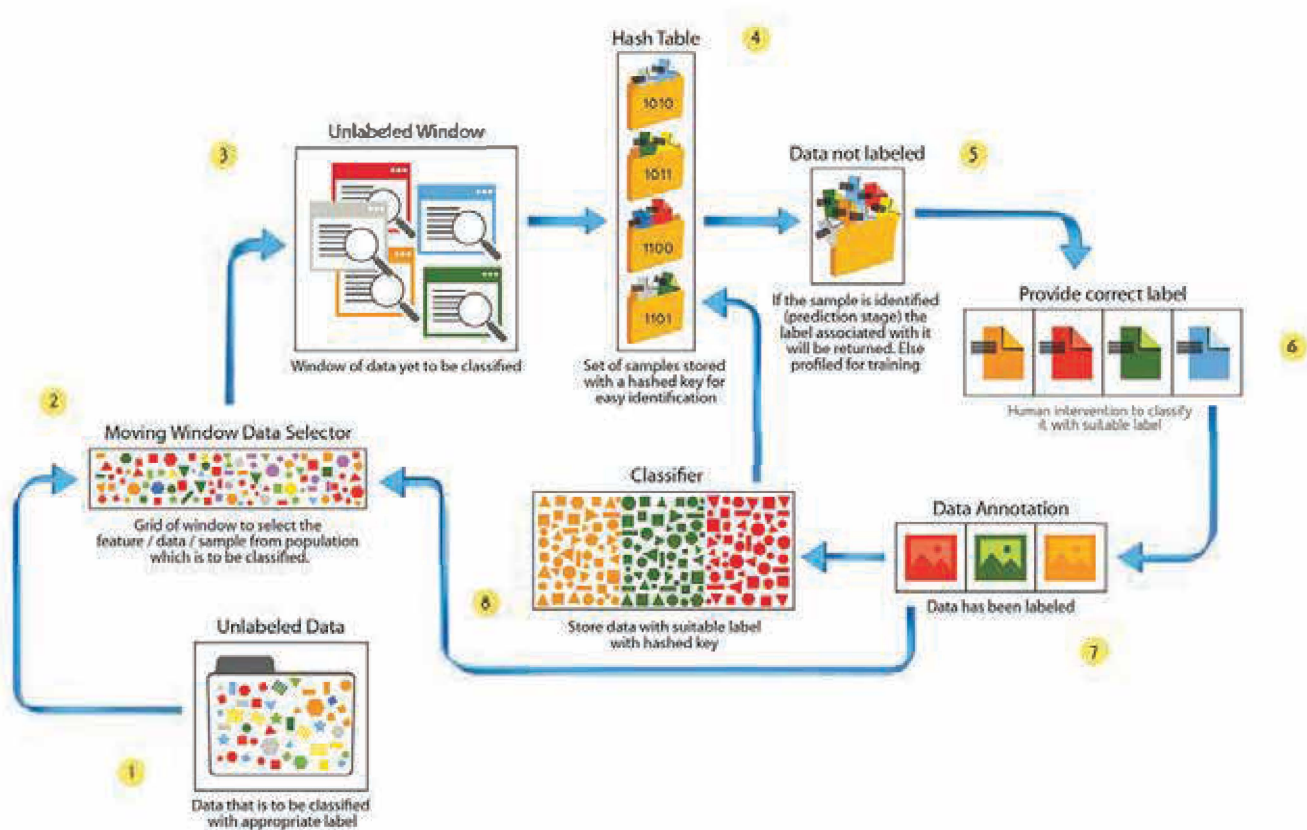 Hash Table
4
1010
1011
1100
1101
Set of samples stored
with a hashed key for
easy identification
3
Unlabeled Window
Window of data yet to be classified
Data not labeled
5
If the sample is identified
(prediction stage) the
label associated with it
will be returned. Else
profiled for training
Provide correct label
6
Human intervention to classify
it with suitable label
2
Moving Window Data Selector
Grid of window to select the
feature / data / sample from population
which is to be classified.
Classifier
8
Store data with suitable label
with hashed key
Data Annotation
Data has been labeled
7
Unlabeled Data
1
Data that is to be classified
with appropriate label